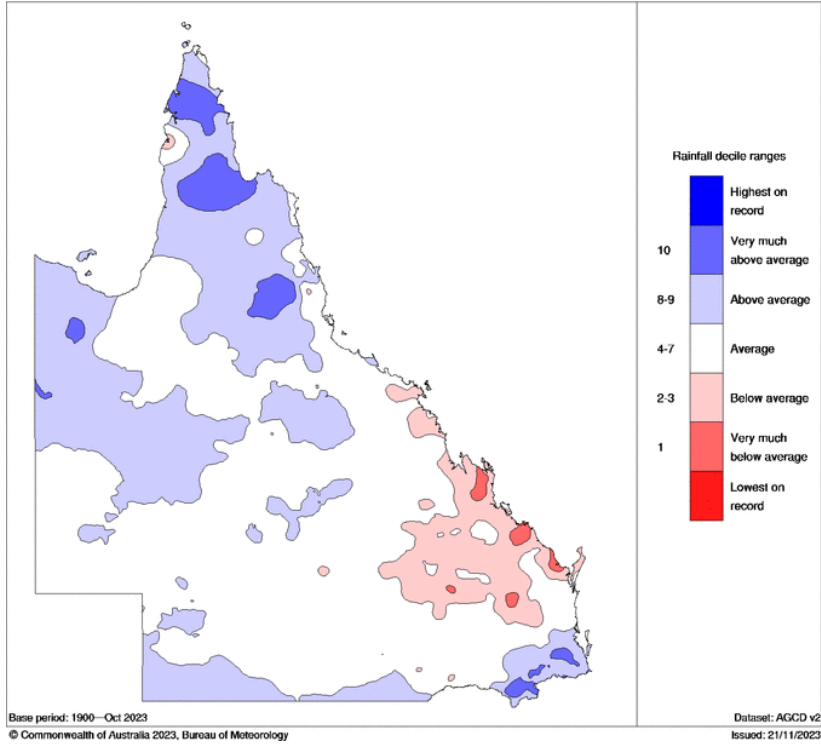 Rainfall decile ranges
Highest on
record
10
Very much
above average
8-9
Above average
4-7
Average
2-3
Below average
1
Very much
below average
Lowest on
record
Base period: 1900—Oct 2023
Dataset: AGCD v2
© Commonwealth of Australia 2023, Bureau of Meteorology
Issued: 21/11/2023